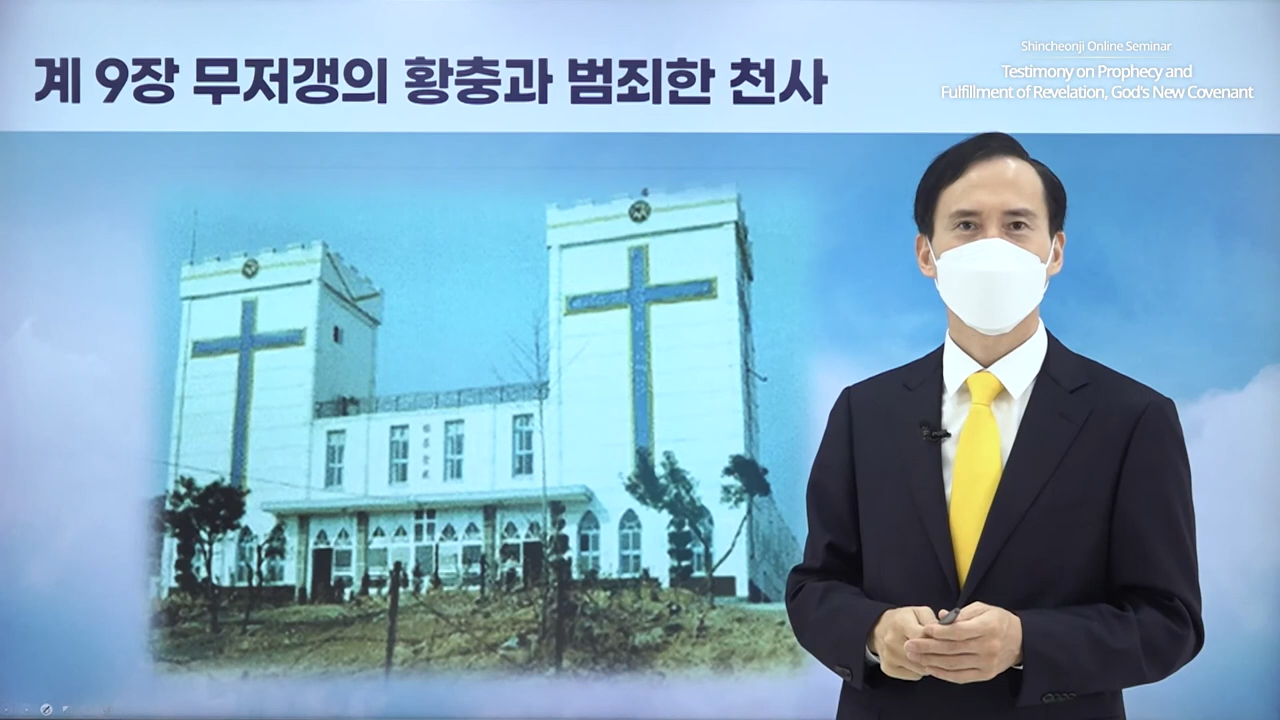 계 9장 무저갱의 황충과 범죄한 천사
Shincheonji Online Seminar
Testimony on Prophecy and
Fulfillment of Revelation, God's New Covenant